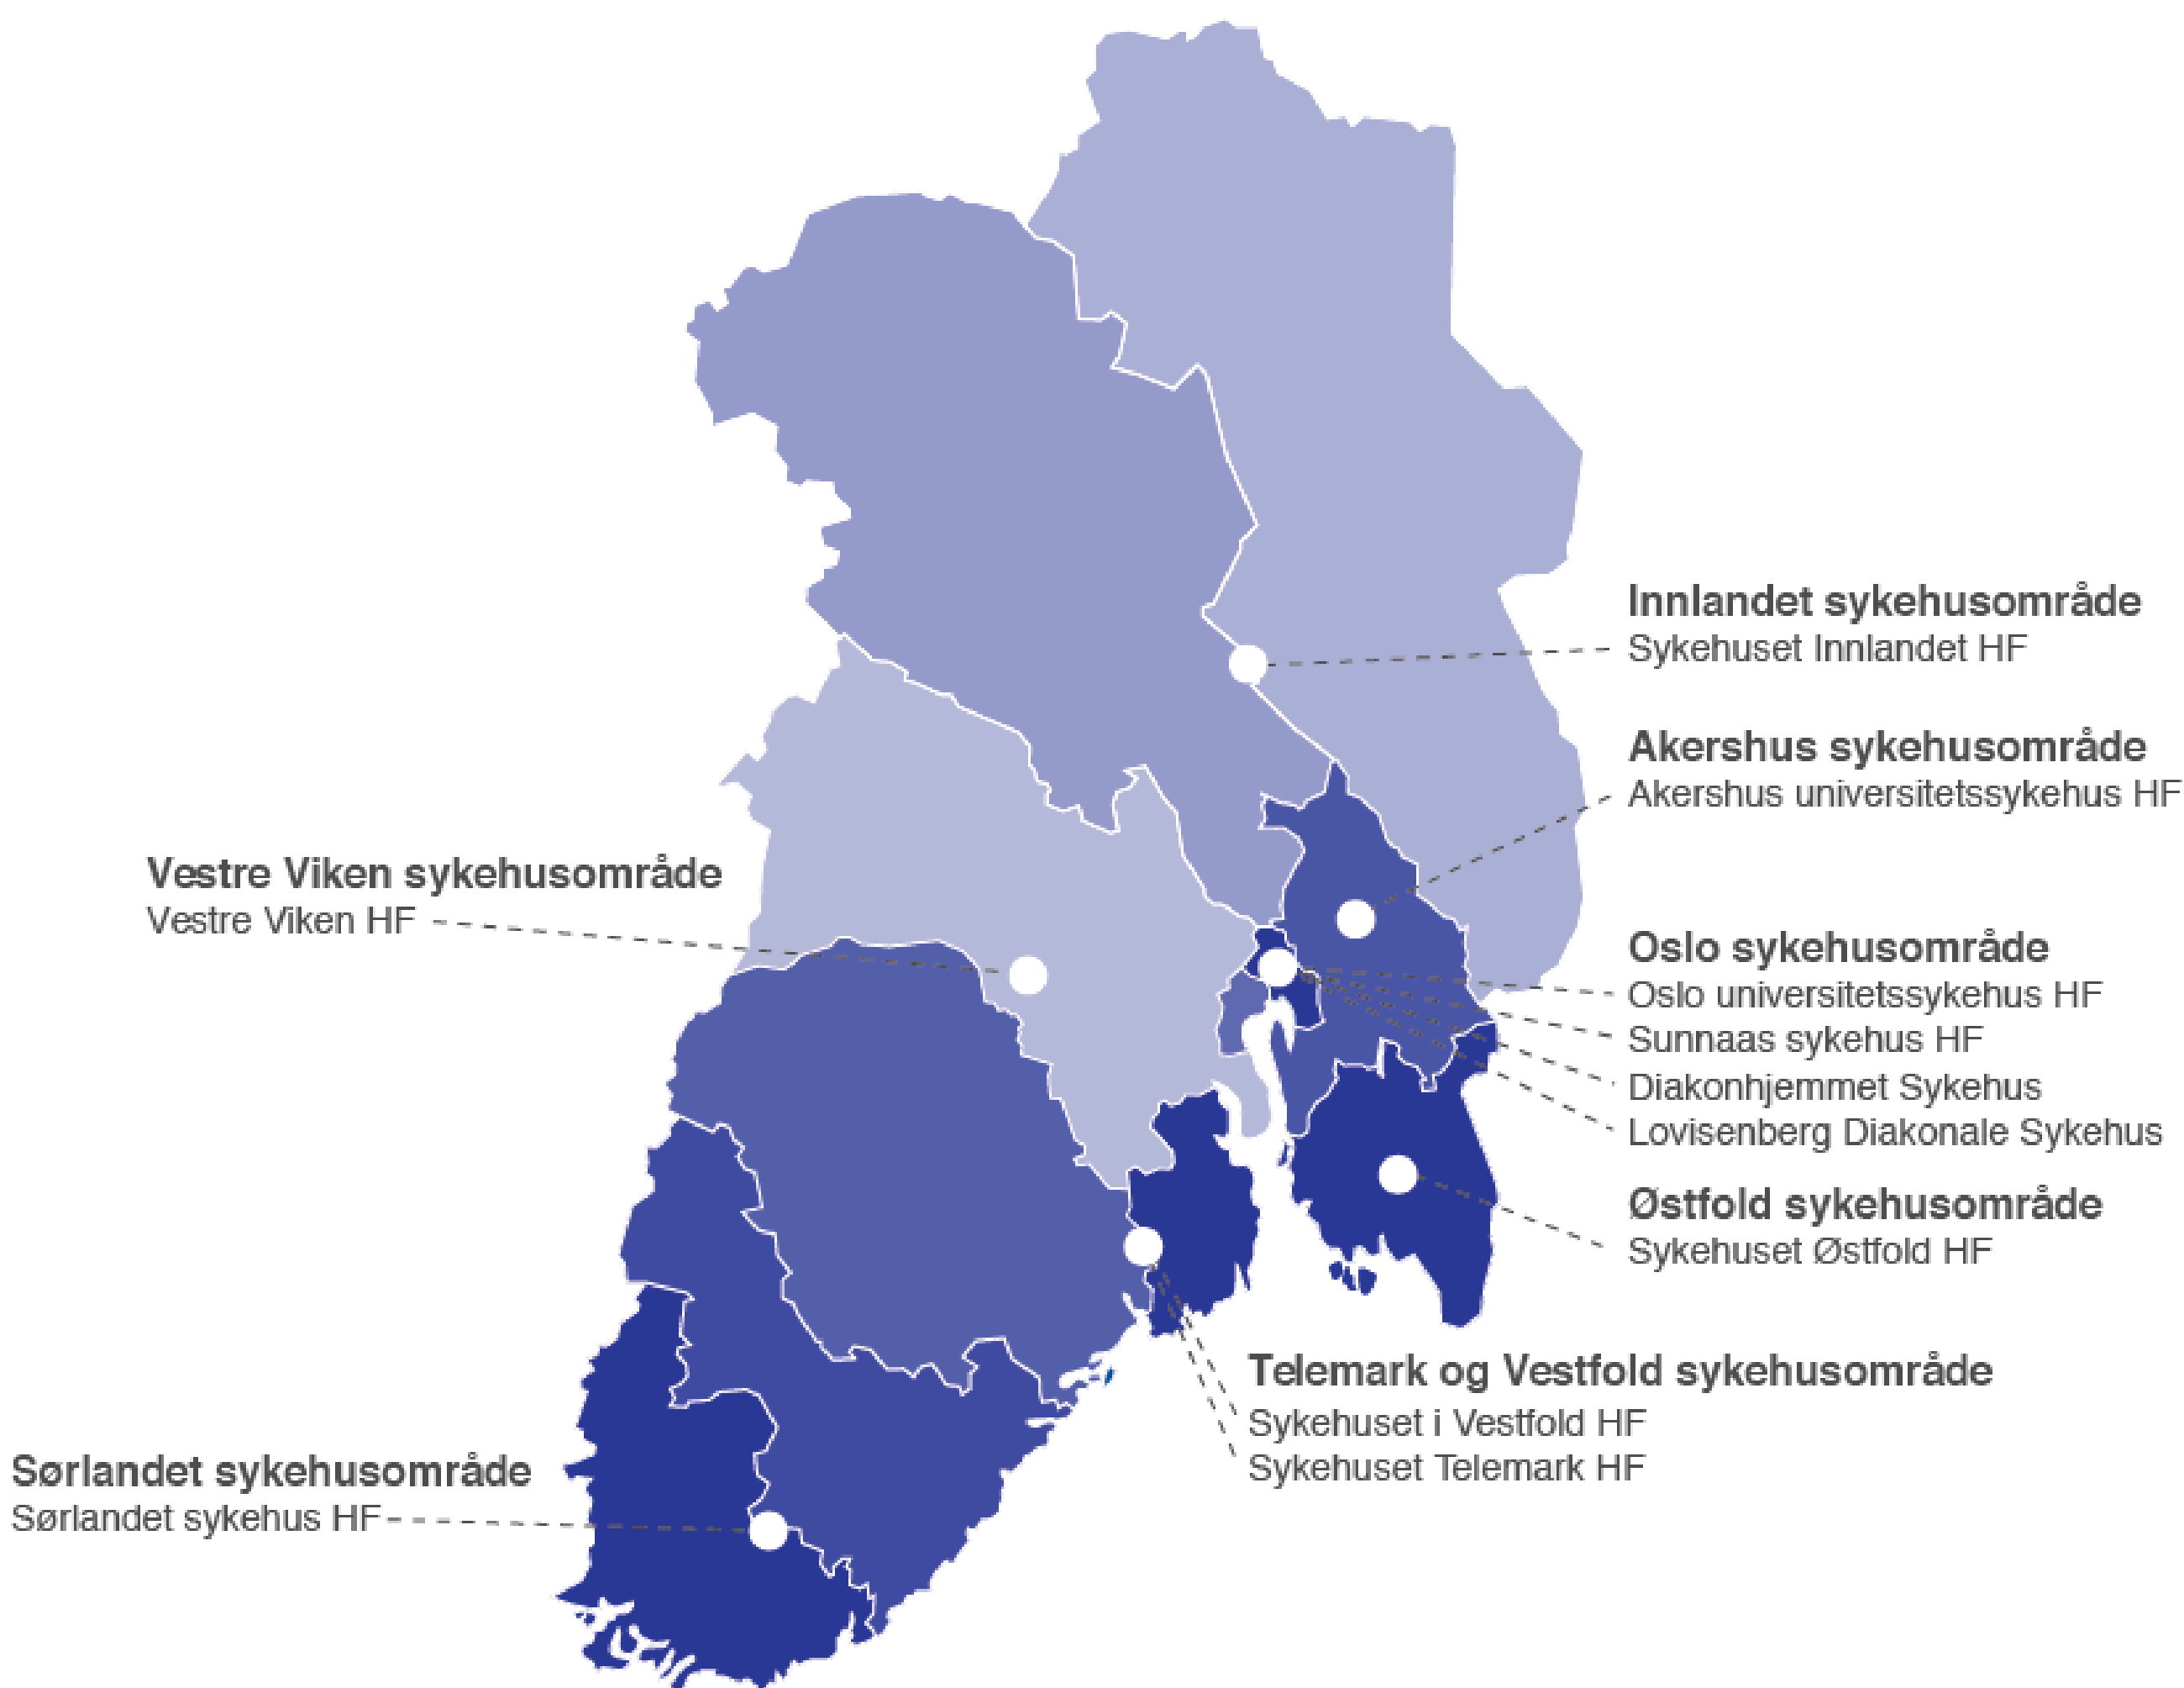 Innlandet sykehusområde
Sykehuset Innlandet HF
Akershus sykehusområde
Akershus universitetssykehus HF
Vestre Viken sykehusområde
Vestre Viken HF
Oslo sykehusområde
Oslo universitetssykehus HF
Sunnaas sykehus HF
Diakonhjemmet Sykehus
Lovisenberg Diakonale Sykehus
Østfold sykehusområde
Sykehuset Østfold HF
Telemark og Vestfold sykehusområde
Sykehuset i Vestfold HF
Sykehuset Telemark HF
Sørlandet sykehusområde
Sørlandet sykehus HF